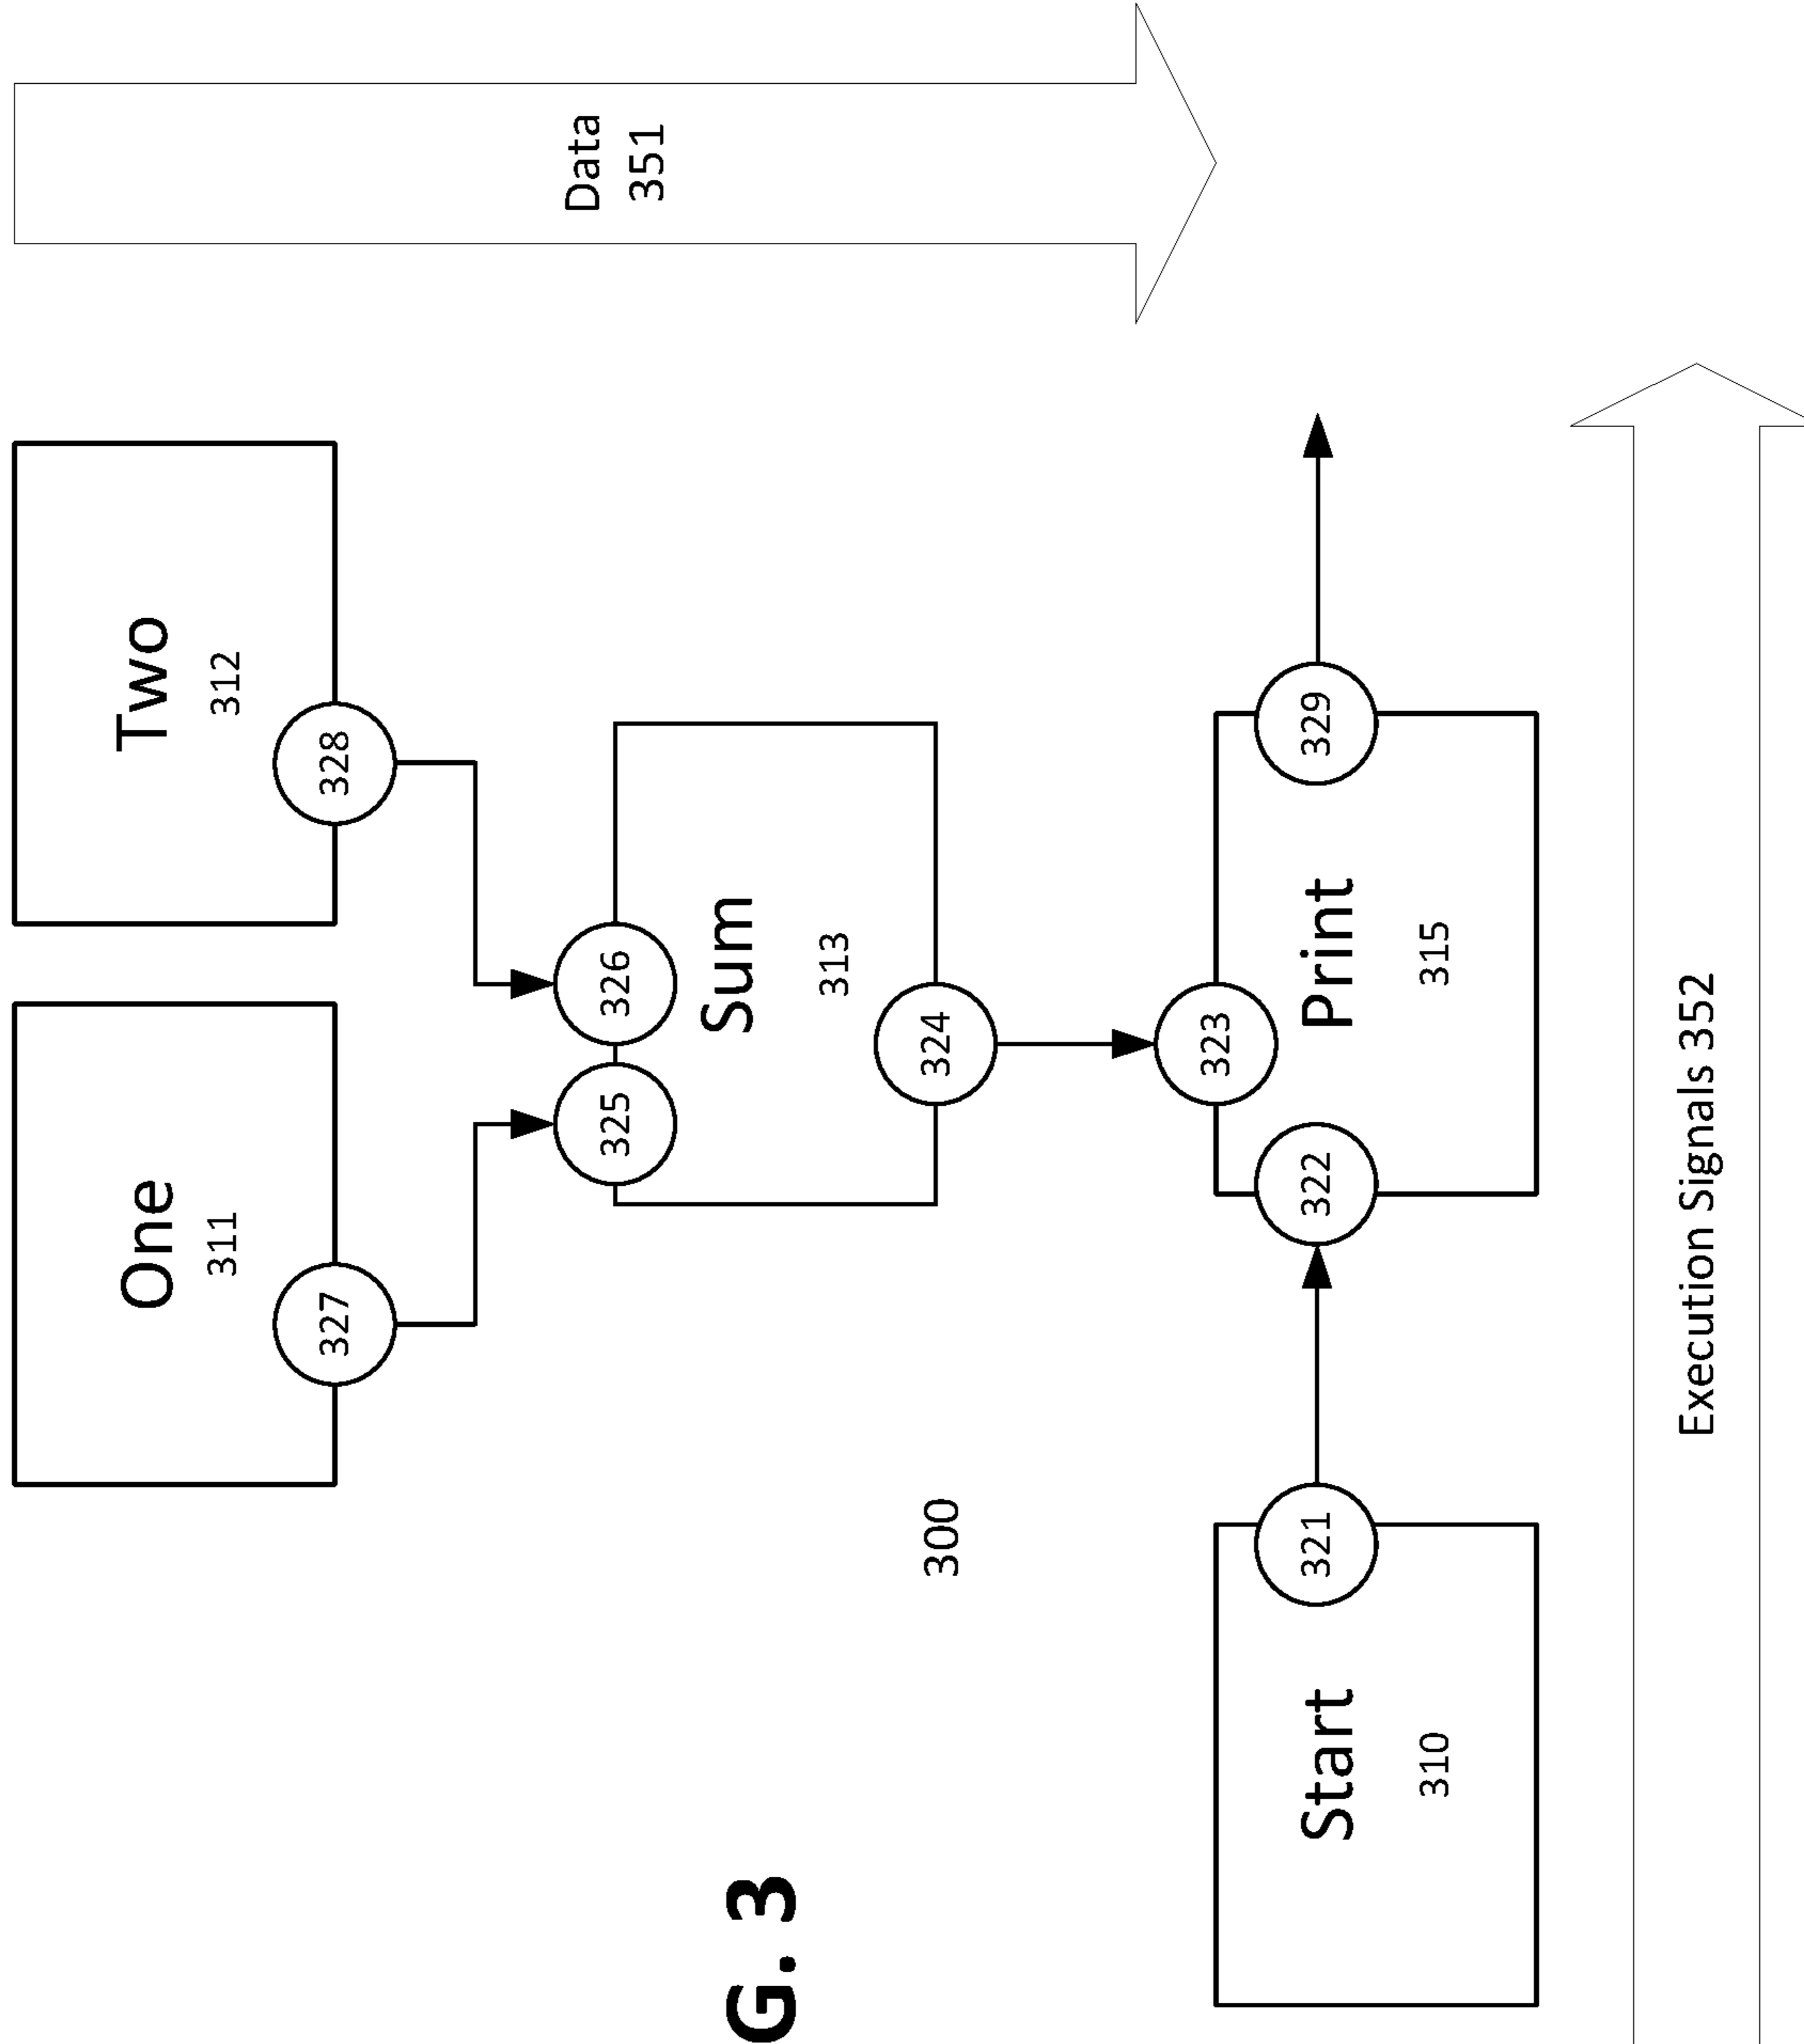 One
311
327
Two
312
328
Data
351
325
326
Sum
313
324
G. 3
300
Start
310
321
322
323
Print
315
329
Execution Signals 352